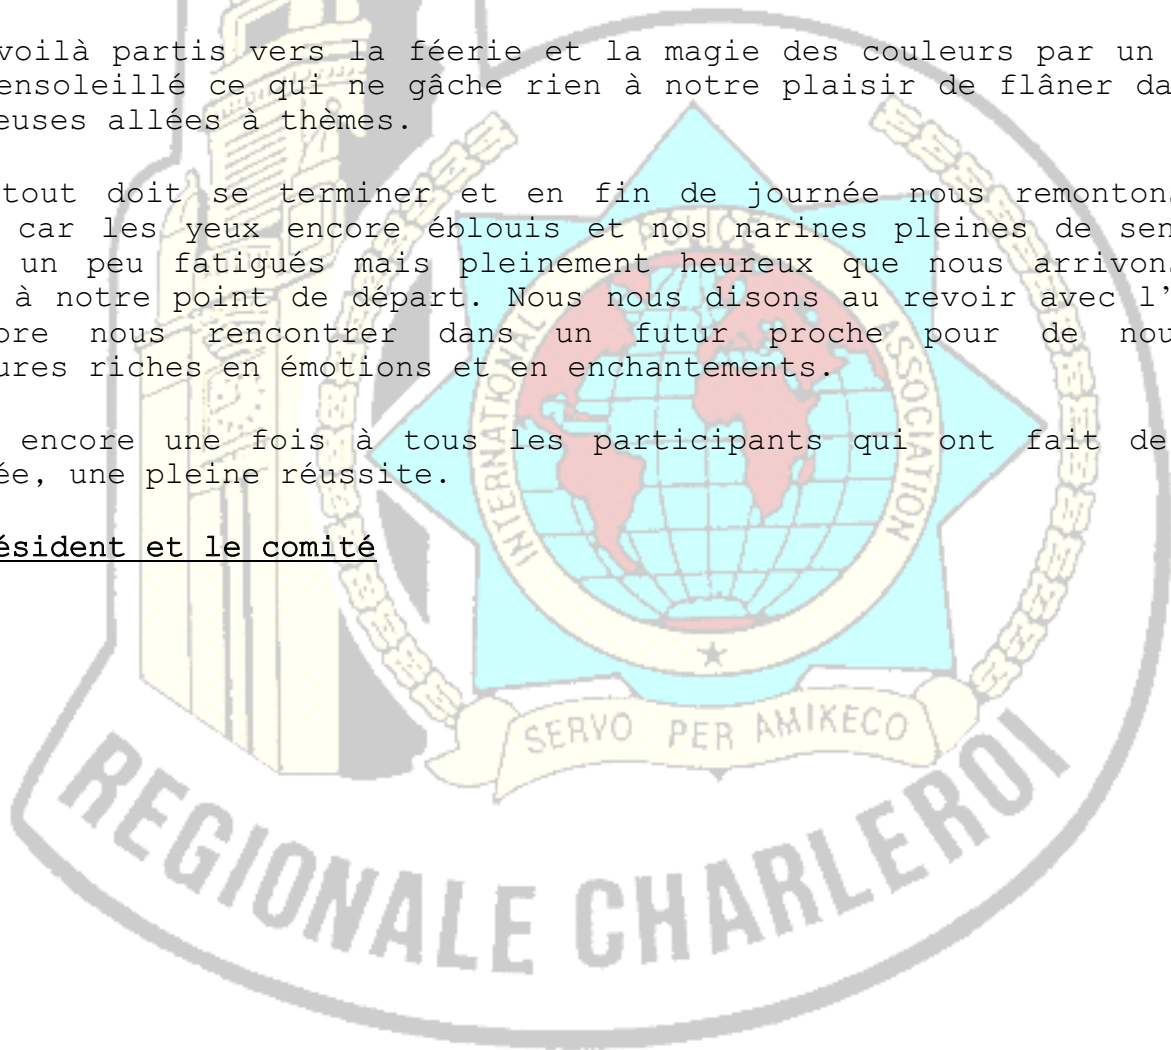 voilà partis vers la féerie et la magie des couleurs par un
ensoleillé ce qui ne gâche rien à notre plaisir de flâner da
euses allées à thèmes.
tout doit se terminer et en fin de journée nous remonton
car les yeux encore éblouis et nos narines pleines de sen
un peu fatigués mais pleinement heureux que nous arrivon
à notre point de départ. Nous nous disons au revoir avec l’
ore nous rencontrer dans un futur proche pour de nou
ures riches en émotions et en enchantements.
encore une fois à tous les participants qui ont fait de
ée, une pleine réussite.
ésident et le comité
INTERNATIONAL POLICE ASSOCIATION
SERVO PER AMIKECO
REGIONALE CHARLEROI